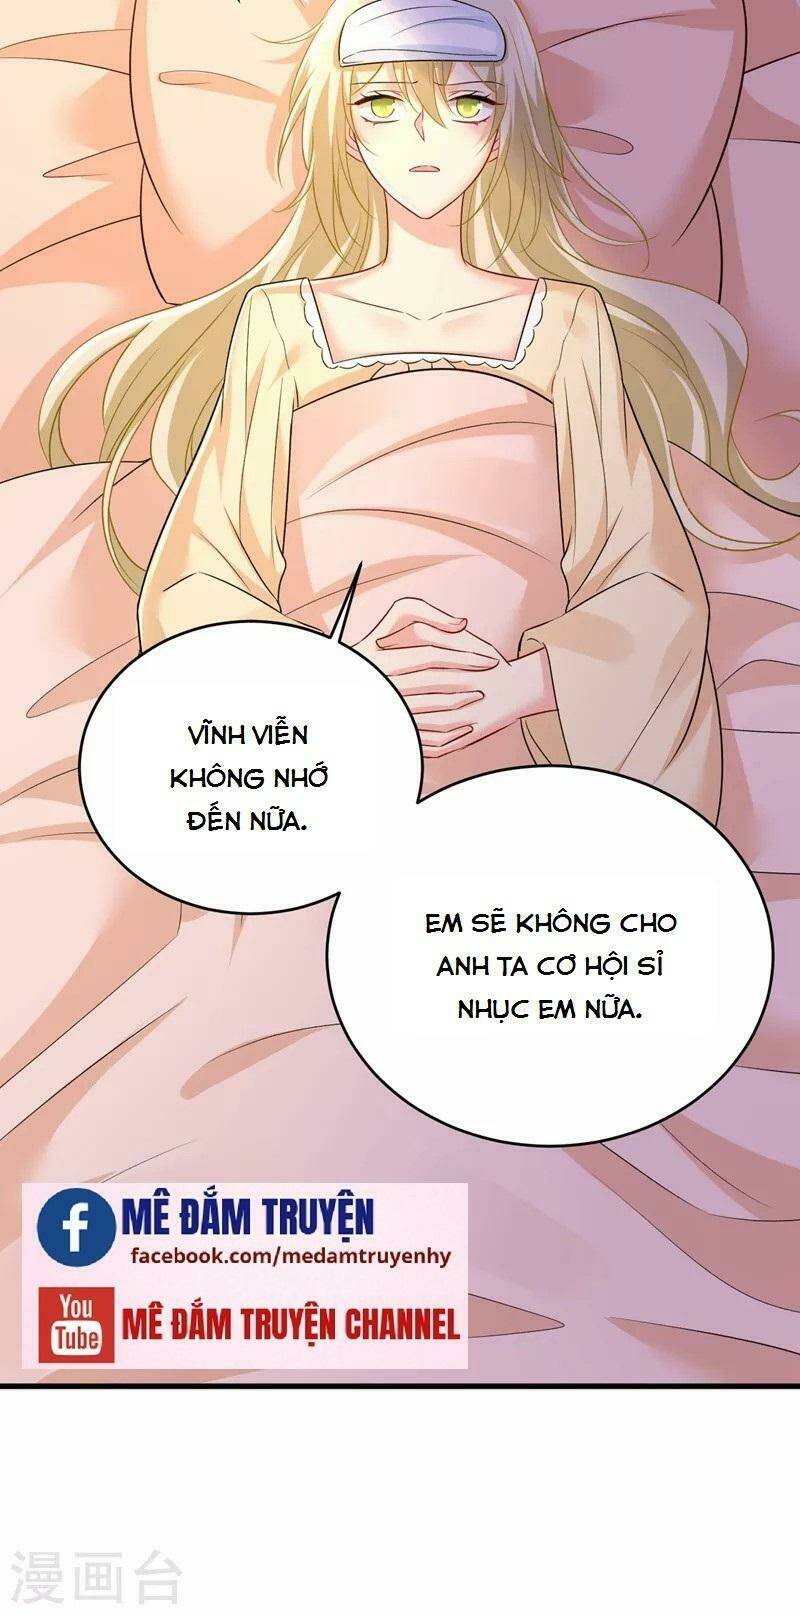 VĨNH VIỄN
KHÔNG NHỚ
ĐẾN NỮA.
EM SẼ KHÔNG CHO
ANH TA CƠ HỘI SỈ
NHỤC EM NỮA.
f MÊ ĐẮM TRUYỆN
facebook.com/medamtruyenhy
You
Tube
MÊ ĐẮM TRUYỆN CHANNEL
漫画台